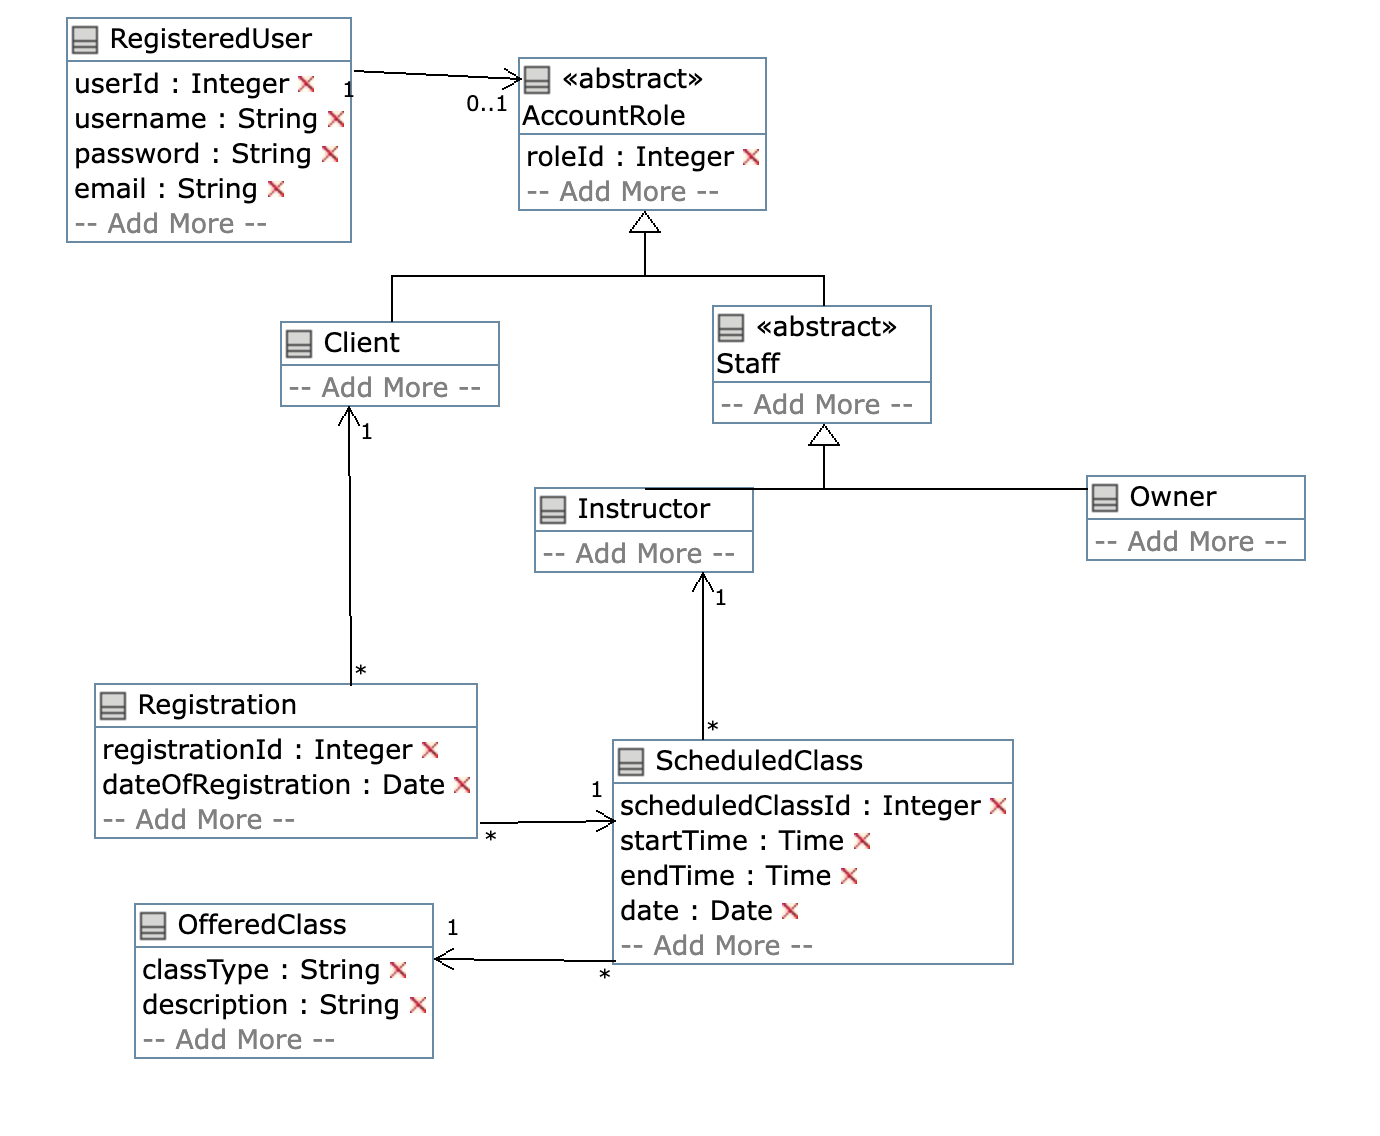 RegisteredUser
userId : Integer
username : String
password : String
email : String
-- Add More --
1
0..1
«abstract»
AccountRole
roleId : Integer
-- Add More --
Client
-- Add More --
«abstract»
Staff
-- Add More --
1
*
Instructor
-- Add More --
Owner
-- Add More --
1
*
Registration
registrationId : Integer
dateOfRegistration : Date
-- Add More --
*
1
ScheduledClass
scheduledClassId : Integer
startTime : Time
endTime : Time
date : Date
-- Add More --
OfferedClass
classType : String
description : String
-- Add More --
1
*